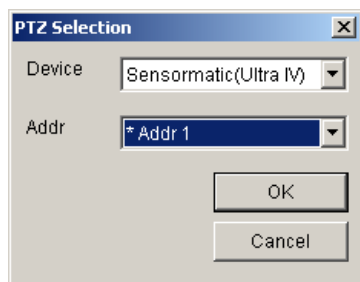 PTZ Selection
Device Sensormatic(Ultra IV)
Addr * Addr 1
OK
Cancel